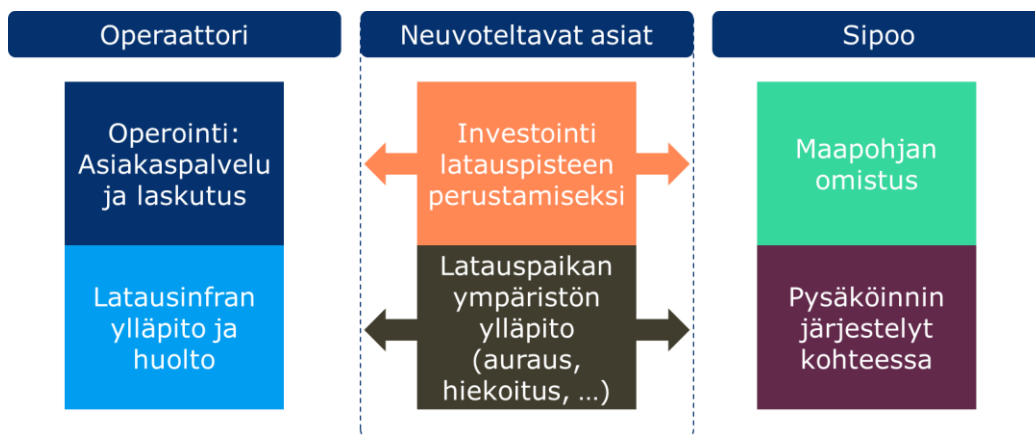 Operaattori
Neuvoteltavat asiat
Sipoo
Operointi:
Asiakaspalvelu
ja laskutus
Investointi
latauspisteen
perustamiseksi
Maapohjan
omistus
Latausinfran
ylläpito ja
huolto
Latauspaikan
ympäristön
ylläpito
(auraus,
hiekoitus, …)
Pysäköinnin
järjestelyt
kohteessa